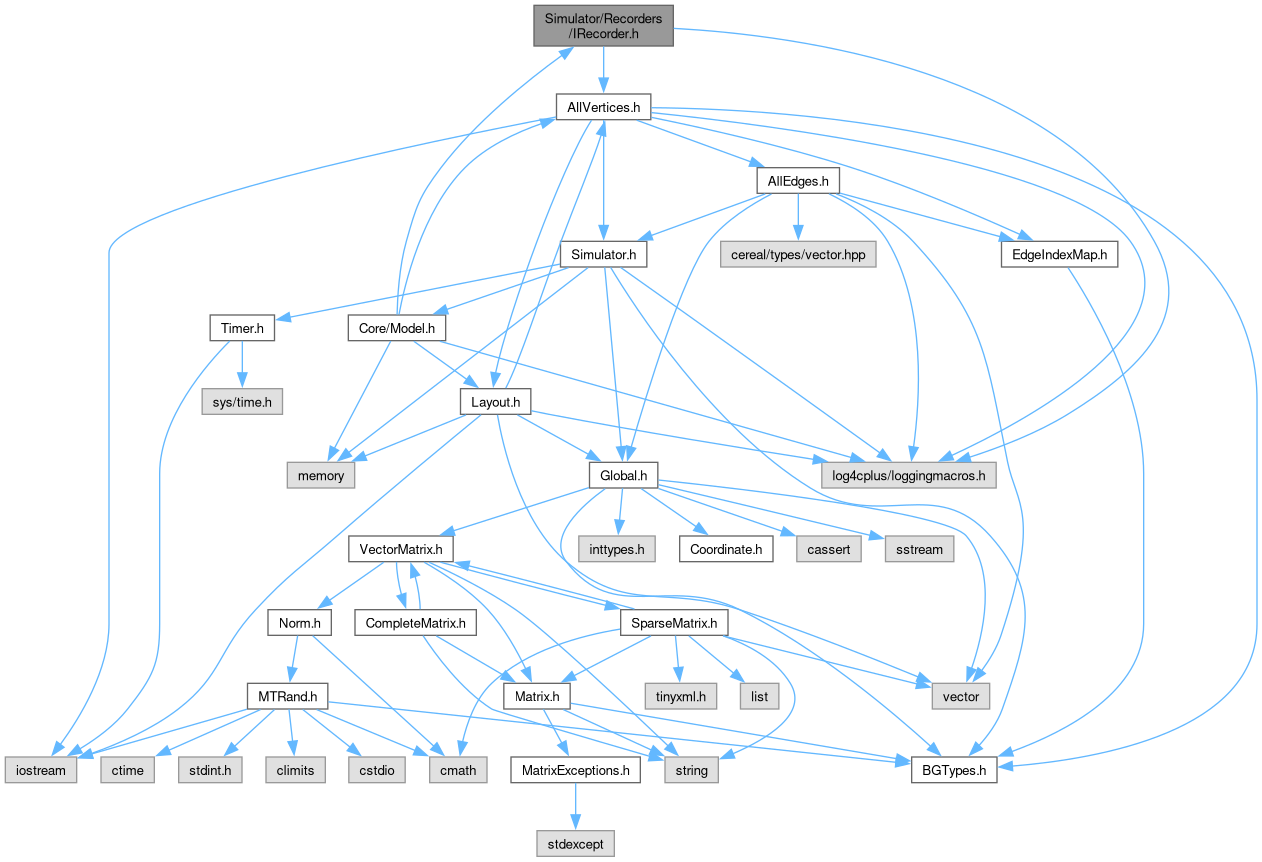 Simulator/Recorders
/IRecorder.h
AllVertices.h
AllEdges.h
Simulator.h
cereal/types/vector.hpp
EdgeIndexMap.h
Timer.h
Core/Model.h
sys/time.h
Layout.h
memory
Global.h
log4cplus/loggingmacros.h
VectorMatrix.h
inttypes.h
Coordinate.h
cassert
sstream
Norm.h
CompleteMatrix.h
SparseMatrix.h
MTRand.h
Matrix.h
tinyxml.h
list
vector
iostream
ctime
stdint.h
climits
cstdio
cmath
MatrixExceptions.h
string
BGTypes.h
stdexcept